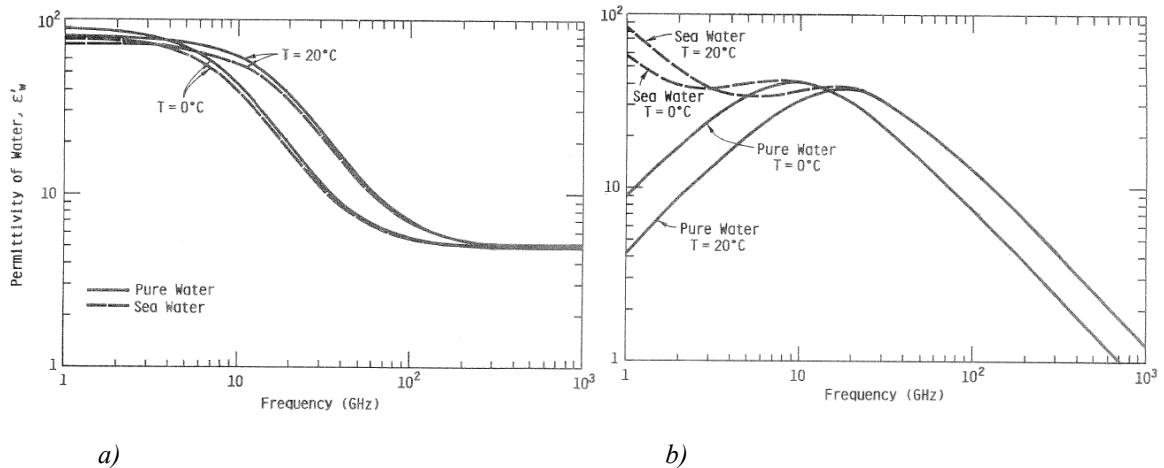 10²
T = 20°C
T = 0°C
Permittivity of Water, ε'w
10
Pure Water
Sea Water
1
1
10
10²
10³
Frequency (GHz)
a)
10²
Sea Water
T = 20°C
Sea Water
T = 0°C
Pure Water
T = 0°C
10
Pure Water
T = 20°C
1
1
10
10²
10³
Frequency (GHz)
b)